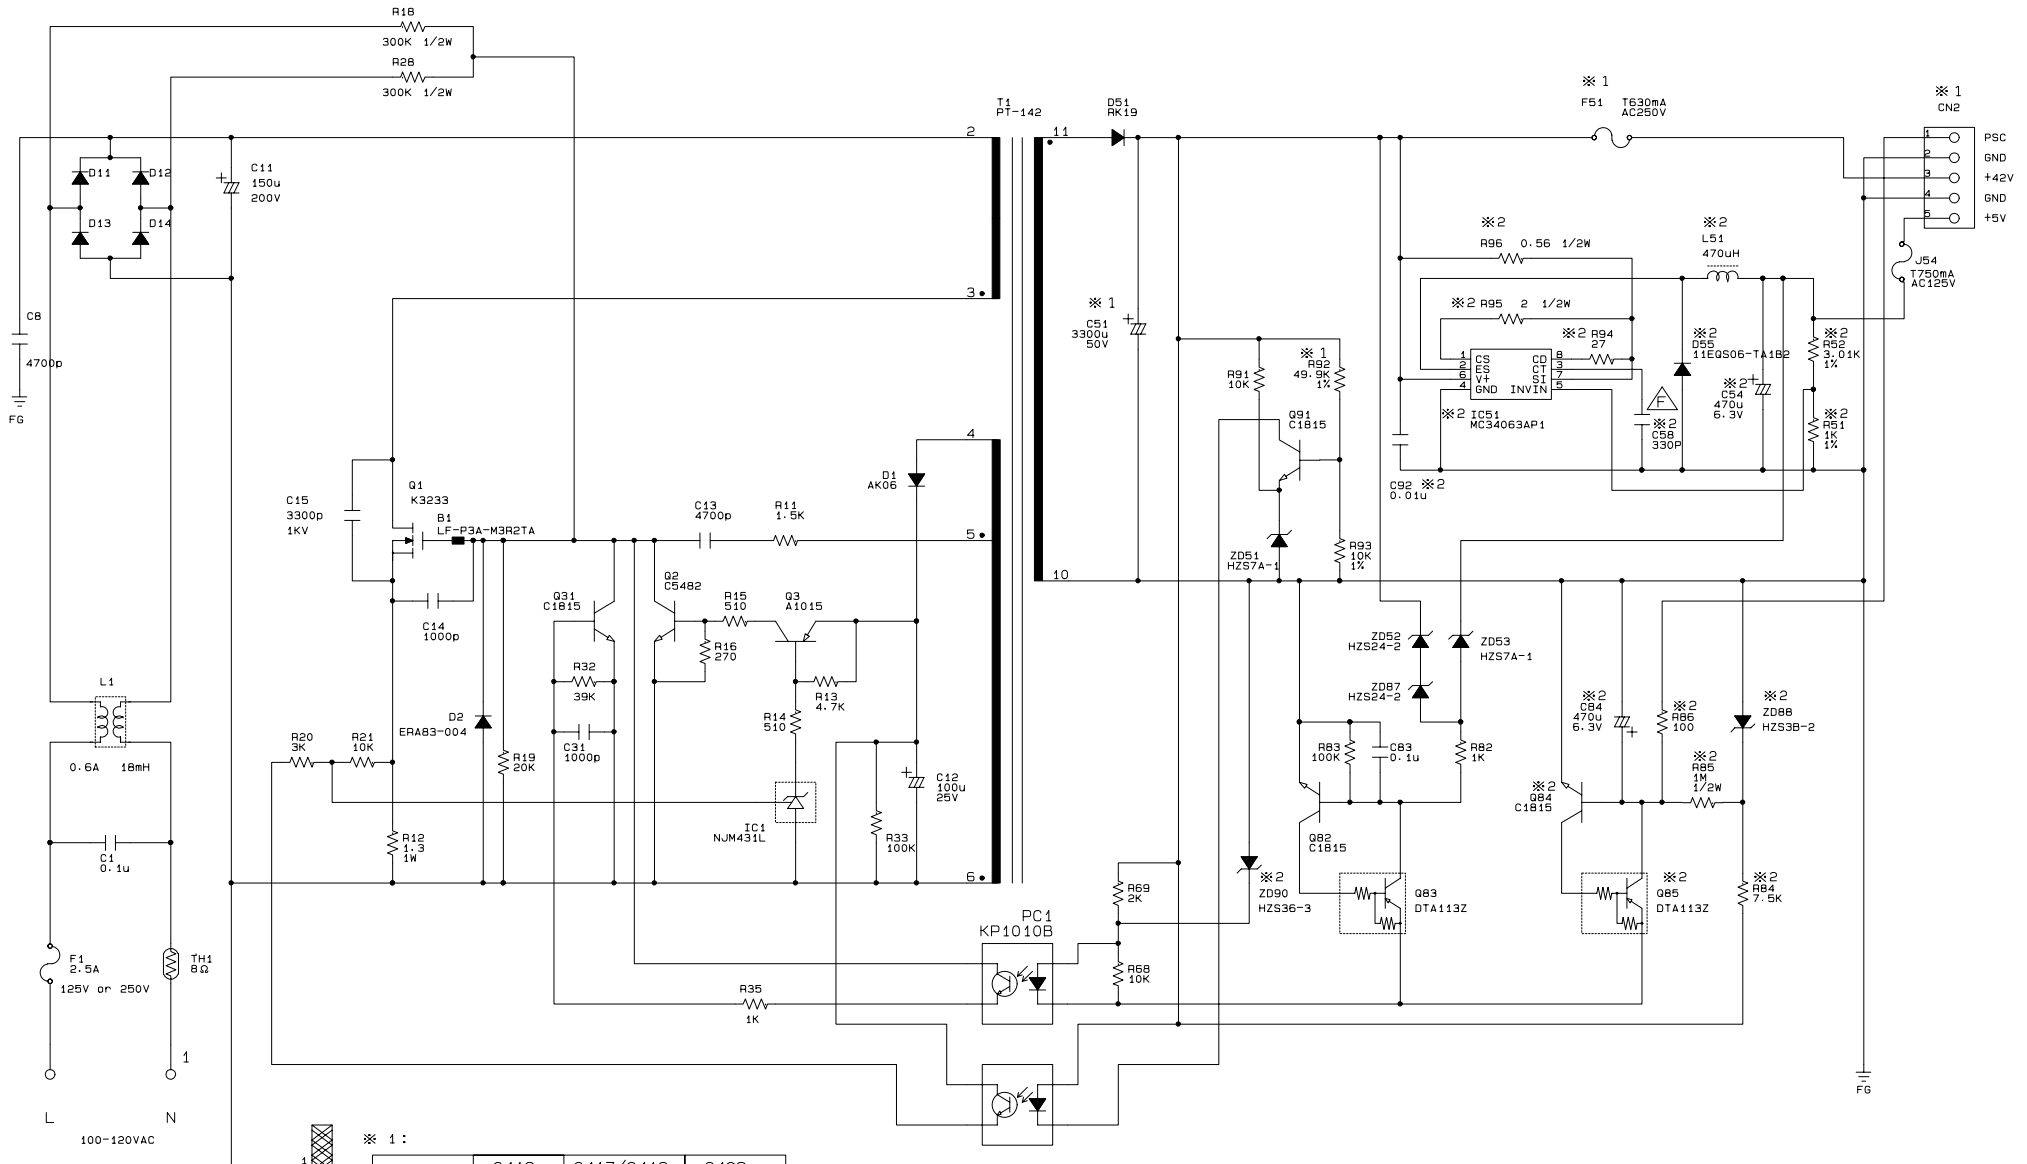 R18
300K 1/2W
R28
300K 1/2W
T1
PT-142
D51
RK19
※ 1
F51 T630mA
AC250V
※ 1
CN2
2
11
1
PSC
2
GND
3
+42V
4
GND
5
+5V
D11
D12
D13
D14
C11
150u
200V
3
C8
4700p
FG
※ 1
C51
3300u
50V
※2
R96 0.56 1/2W
※2
L51
470uH
J54
T750mA
AC125V
※2 R95 2 1/2W
※2 R94
27
1 CS
2 ES
6 V+
4 GND
CD 8
CT 3
SI 7
INVIN 5
※2 IC51
MC34063AP1
F
※2
C58
330P
※2
D55
11EQS06-TA1B2
※2
C54
470u
6.3V
※2
R52
3.01K
1%
※2
R51
1K
1%
R91
10K
※ 1
R92
49.9K
1%
Q91
C1815
C92 ※2
0.01u
4
D1
AK06
C15
3300p
1KV
Q1
K3233
B1
LF-P3A-M3R2TA
C13
4700p
R11
1.5K
5
ZD51
HZS7A-1
R93
10K
1%
10
C14
1000p
Q31
C1815
Q2
C5482
R15
510
Q3
A1015
R16
270
R32
39K
R13
4.7K
R14
510
C31
1000p
ZD52
HZS24-2
ZD53
HZS7A-1
ZD87
HZS24-2
L1
0.6A 18mH
R20
3K
R21
10K
D2
ERA83-004
R19
20K
C12
100u
25V
R83
100K
C83
0.1u
R82
1K
※2
C84
470u
6.3V
※2
R86
100
※2
ZD88
HZS3B-2
※2
R85
1M
1/2W
※2
Q84
C1815
C1
0.1u
R12
1.3
1W
IC1
NJM431L
R33
100K
6
Q82
C1815
※2
ZD90
HZS36-3
Q83
DTA113Z
※2
Q85
DTA113Z
※2
R84
7.5K
R69
2K
PC1
KP1010B
R68
10K
F1
2.5A
125V or 250V
TH1
8Ω
R35
1K
1
L
N
100-120VAC
FG
※ 1:
1